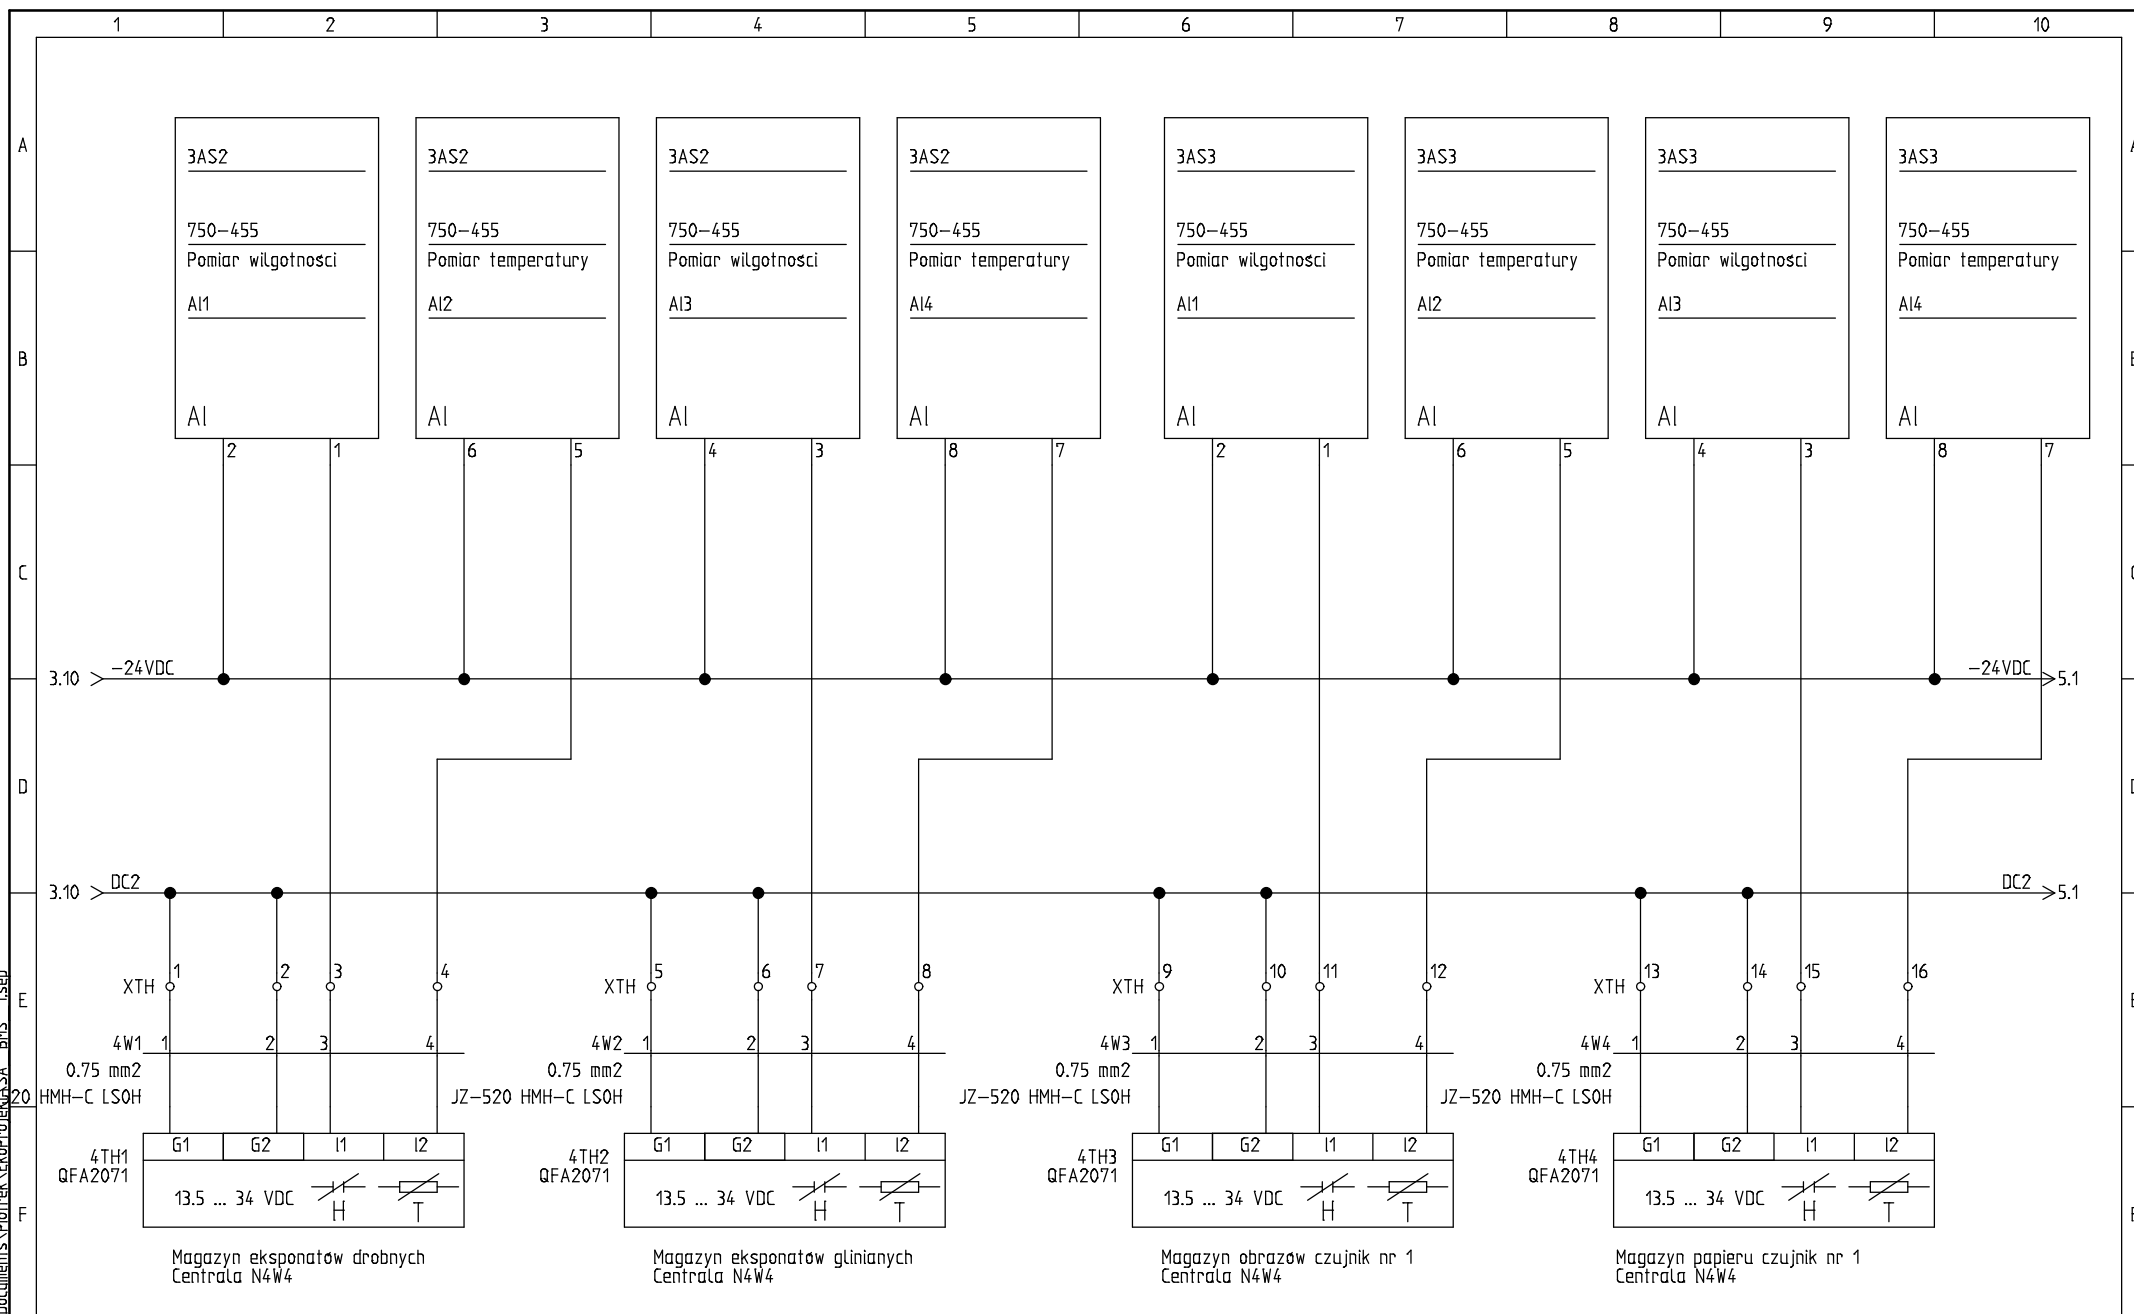 1 2 3 4 5 6 7 8 9 10
A
3AS2 3AS2 3AS2 3AS2 3AS3 3AS3 3AS3 3AS3
750-455 750-455 750-455 750-455 750-455 750-455 750-455 750-455
Pomiar wilgotności Pomiar temperatury Pomiar wilgotności Pomiar temperatury Pomiar wilgotności Pomiar temperatury Pomiar wilgotności Pomiar temperatury
AI1 AI2 AI3 AI4 AI1 AI2 AI3 AI4
B
AI AI AI AI AI AI AI AI
2 1 6 5 4 3 8 7 2 1 6 5 4 3 8 7
C
3.10 -24VDC -24VDC 5.1
D
3.10 DC2 DC2 5.1
XTH 1 2 3 4 XTH 5 6 7 8 XTH 9 10 11 12 XTH 13 14 15 16
E
4W1 1 2 3 4 4W2 1 2 3 4 4W3 1 2 3 4 4W4 1 2 3 4
0.75 mm2 0.75 mm2 0.75 mm2 0.75 mm2
20 HMH-C LS0H JZ-520 HMH-C LS0H JZ-520 HMH-C LS0H JZ-520 HMH-C LS0H
G1 G2 I1 I2 G1 G2 I1 I2 G1 G2 I1 I2 G1 G2 I1 I2
4TH1 4TH2 4TH3 4TH4
QFA2071 QFA2071 QFA2071 QFA2071
13.5 ... 34 VDC H T 13.5 ... 34 VDC H T 13.5 ... 34 VDC H T 13.5 ... 34 VDC H T
F
Magazyn eksponatów drobnych Magazyn eksponatów glinianych Magazyn obrazów czujnik nr 1 Magazyn papieru czujnik nr 1
Centrala N4W4 Centrala N4W4 Centrala N4W4 Centrala N4W4